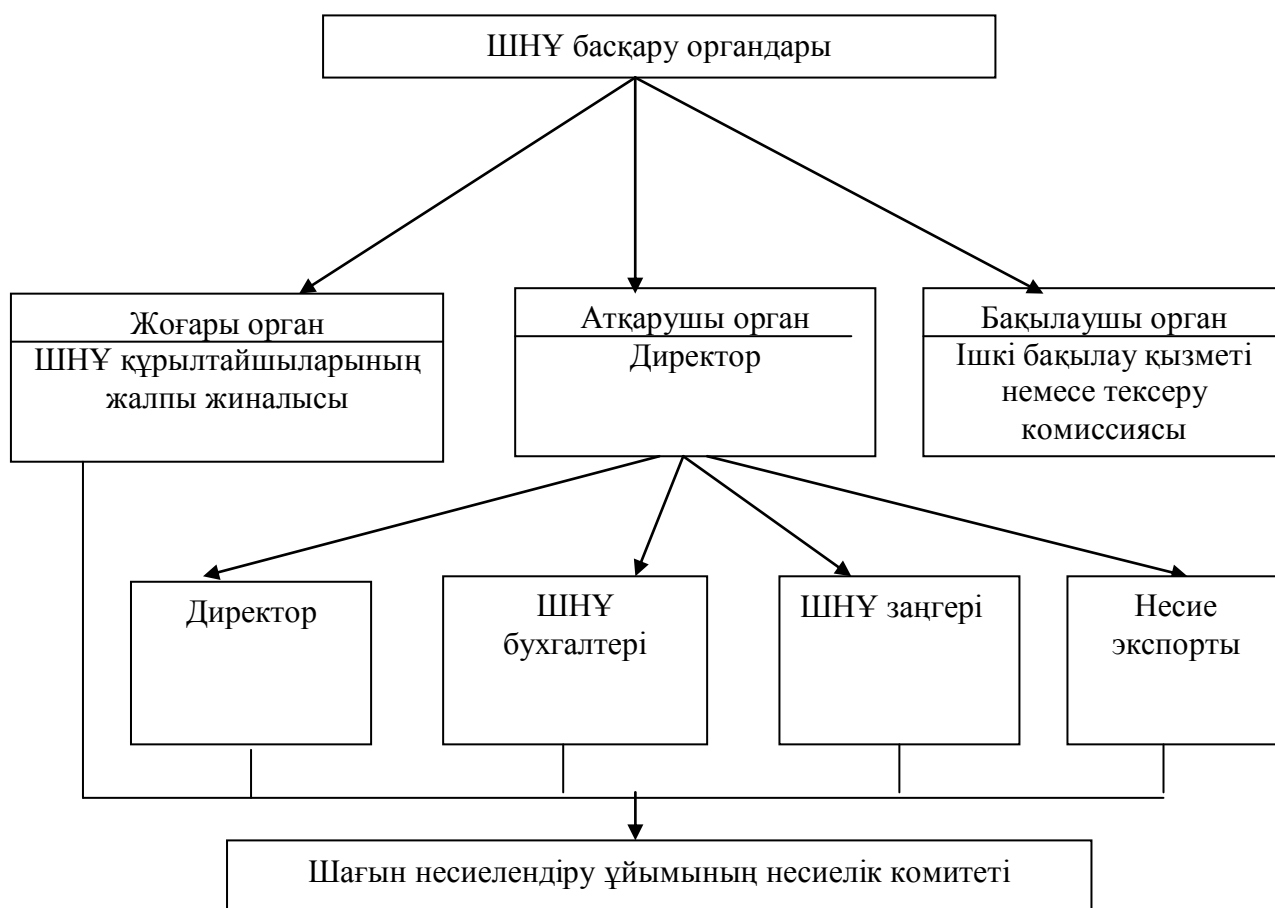 ШНҰ басқару органдары
Жоғары орган
ШНҰ құрылтайшыларының
жалпы жиналысы
Атқарушы орган
Директор
Бақылаушы орган
Ішкі бақылау қызметі
немесе тексеру
комиссиясы
Директор
ШНҰ
бухгалтері
ШНҰ заңгері
Несие
экспорты
Шағын несиелендіру ұйымының несиелік комитеті